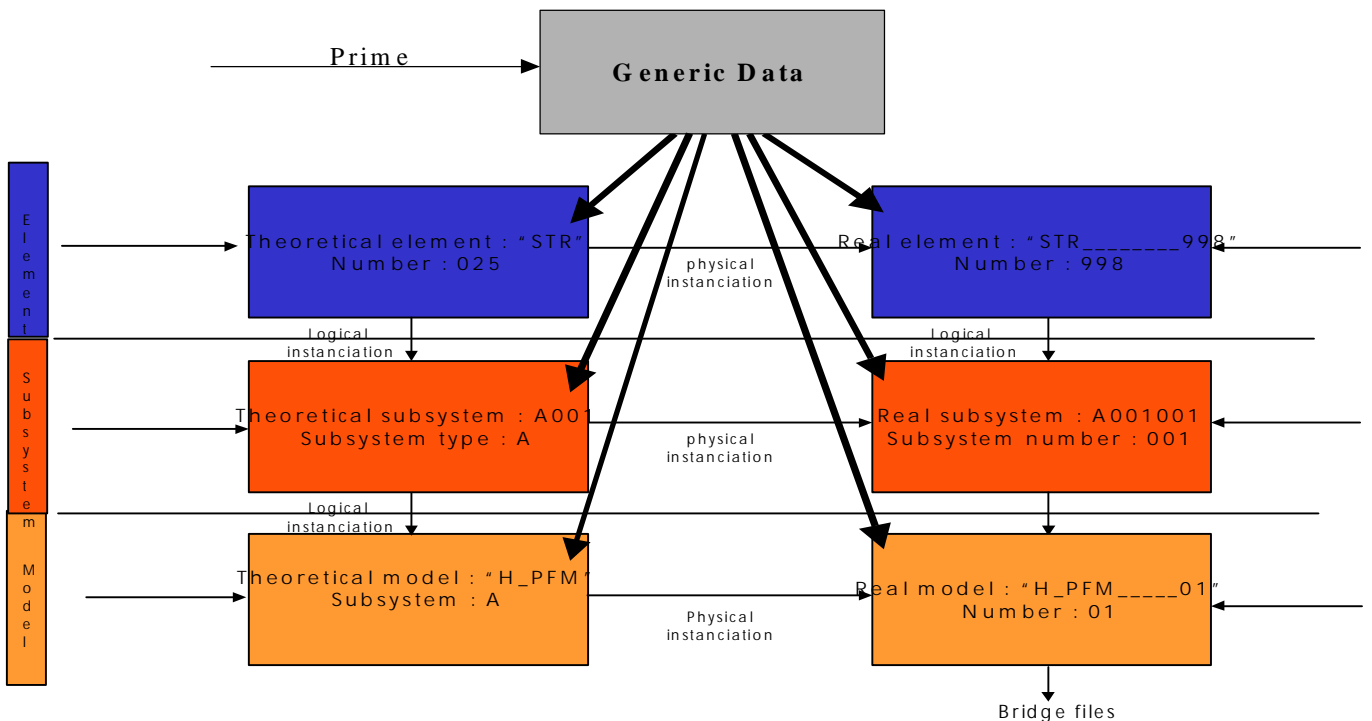 Prime
Generic Data
Element
Theoretical element : “STR”
Number : 025
physical
instanciation
Real element : “STR________998”
Number : 998
Logical
instanciation
Logical
instanciation
Subsystem
Theoretical subsystem : A001
Subsystem type : A
physical
instanciation
Real subsystem : A001001
Subsystem number : 001
Logical
instanciation
Model
Theoretical model : “H_PFM”
Subsystem : A
Physical
instanciation
Real model : “H_PFM_____01”
Number : 01
Bridge files